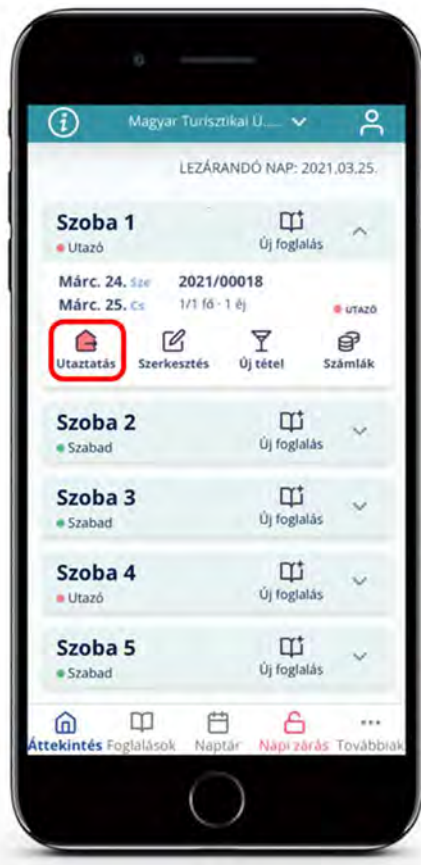 Magyar Turisztikai Ü.....
LEZÁRANDÓ NAP: 2021.03.25.
Szoba 1
Utazó
Új foglalás
Márc. 24. Sze 2021/00018
Márc. 25. Cs 1/1 fő - 1 éj
UTAZÓ
Utaztatás Szerkesztés Új tétel Számlák
Szoba 2
Szabad
Új foglalás
Szoba 3
Szabad
Új foglalás
Szoba 4
Utazó
Új foglalás
Szoba 5
Szabad
Új foglalás
Áttekintés Foglalások Naptár Napi zárás Továbbiak